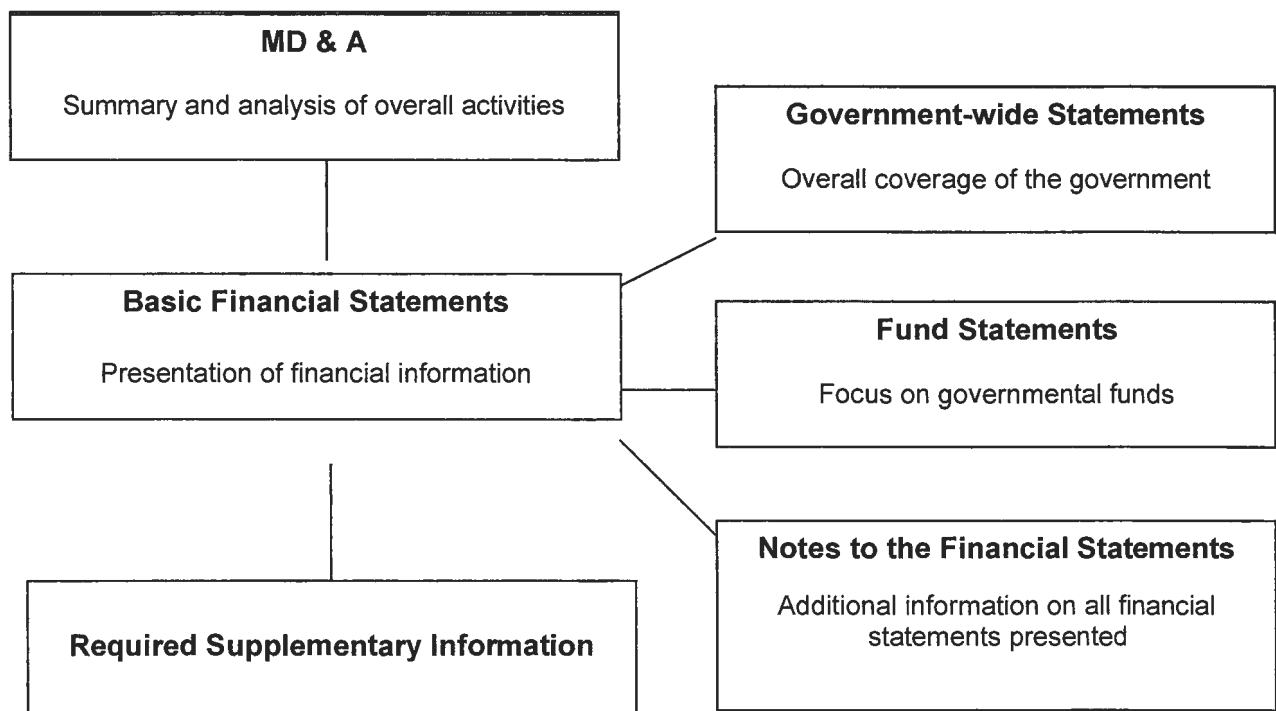 MD & A
Summary and analysis of overall activities
Government-wide Statements
Overall coverage of the government
Basic Financial Statements
Presentation of financial information
Fund Statements
Focus on governmental funds
Notes to the Financial Statements
Additional information on all financial
statements presented
Required Supplementary Information